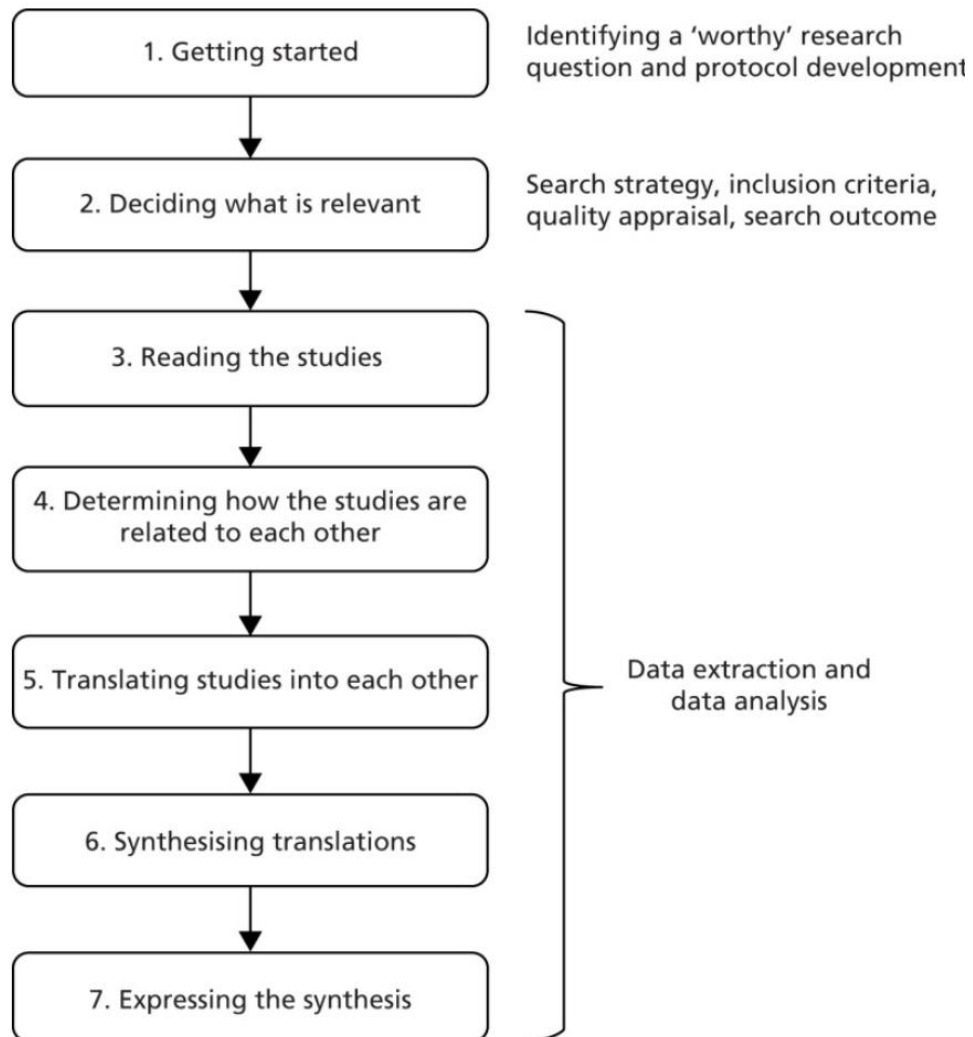 1. Getting started
Identifying a ‘worthy’ research
question and protocol development
2. Deciding what is relevant
Search strategy, inclusion criteria,
quality appraisal, search outcome
3. Reading the studies
4. Determining how the studies are
related to each other
5. Translating studies into each other
Data extraction and
data analysis
6. Synthesising translations
7. Expressing the synthesis